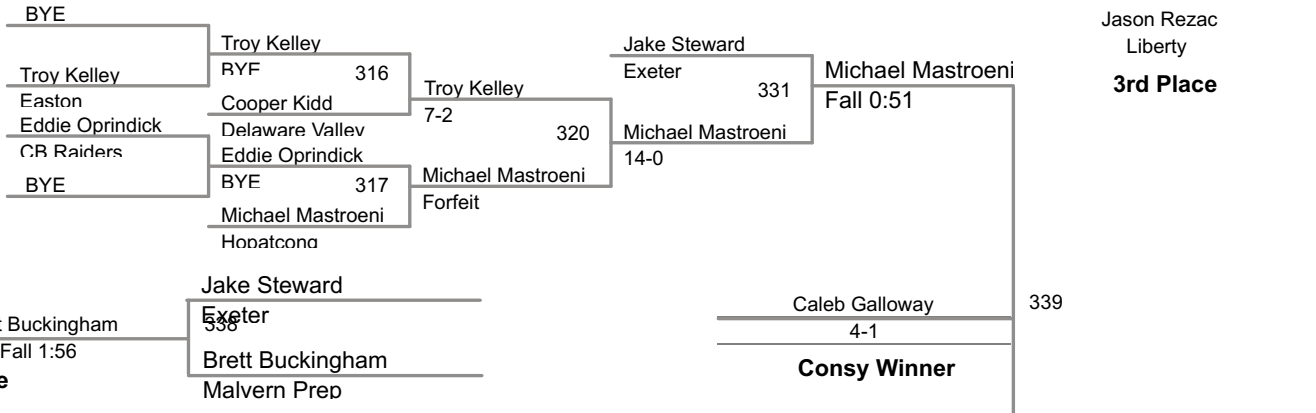 BYE
Troy Kelley
Easton
Eddie Oprindick
CB Raiders
BYE
Troy Kelley
BYE
316
Cooper Kidd
Delaware Valley
Eddie Oprindick
BYE
317
Michael Mastroeni
Hopatcong
Troy Kelley
7-2
320
Michael Mastroeni
Forfeit
Jake Steward
Exeter
331
Michael Mastroeni
14-0
Michael Mastroeni
Fall 0:51
Jason Rezac
Liberty
3rd Place
Buckingham
Fall 1:56
Jake Steward
Exeter
338
Brett Buckingham
Malvern Prep
Caleb Galloway
4-1
Consy Winner
339